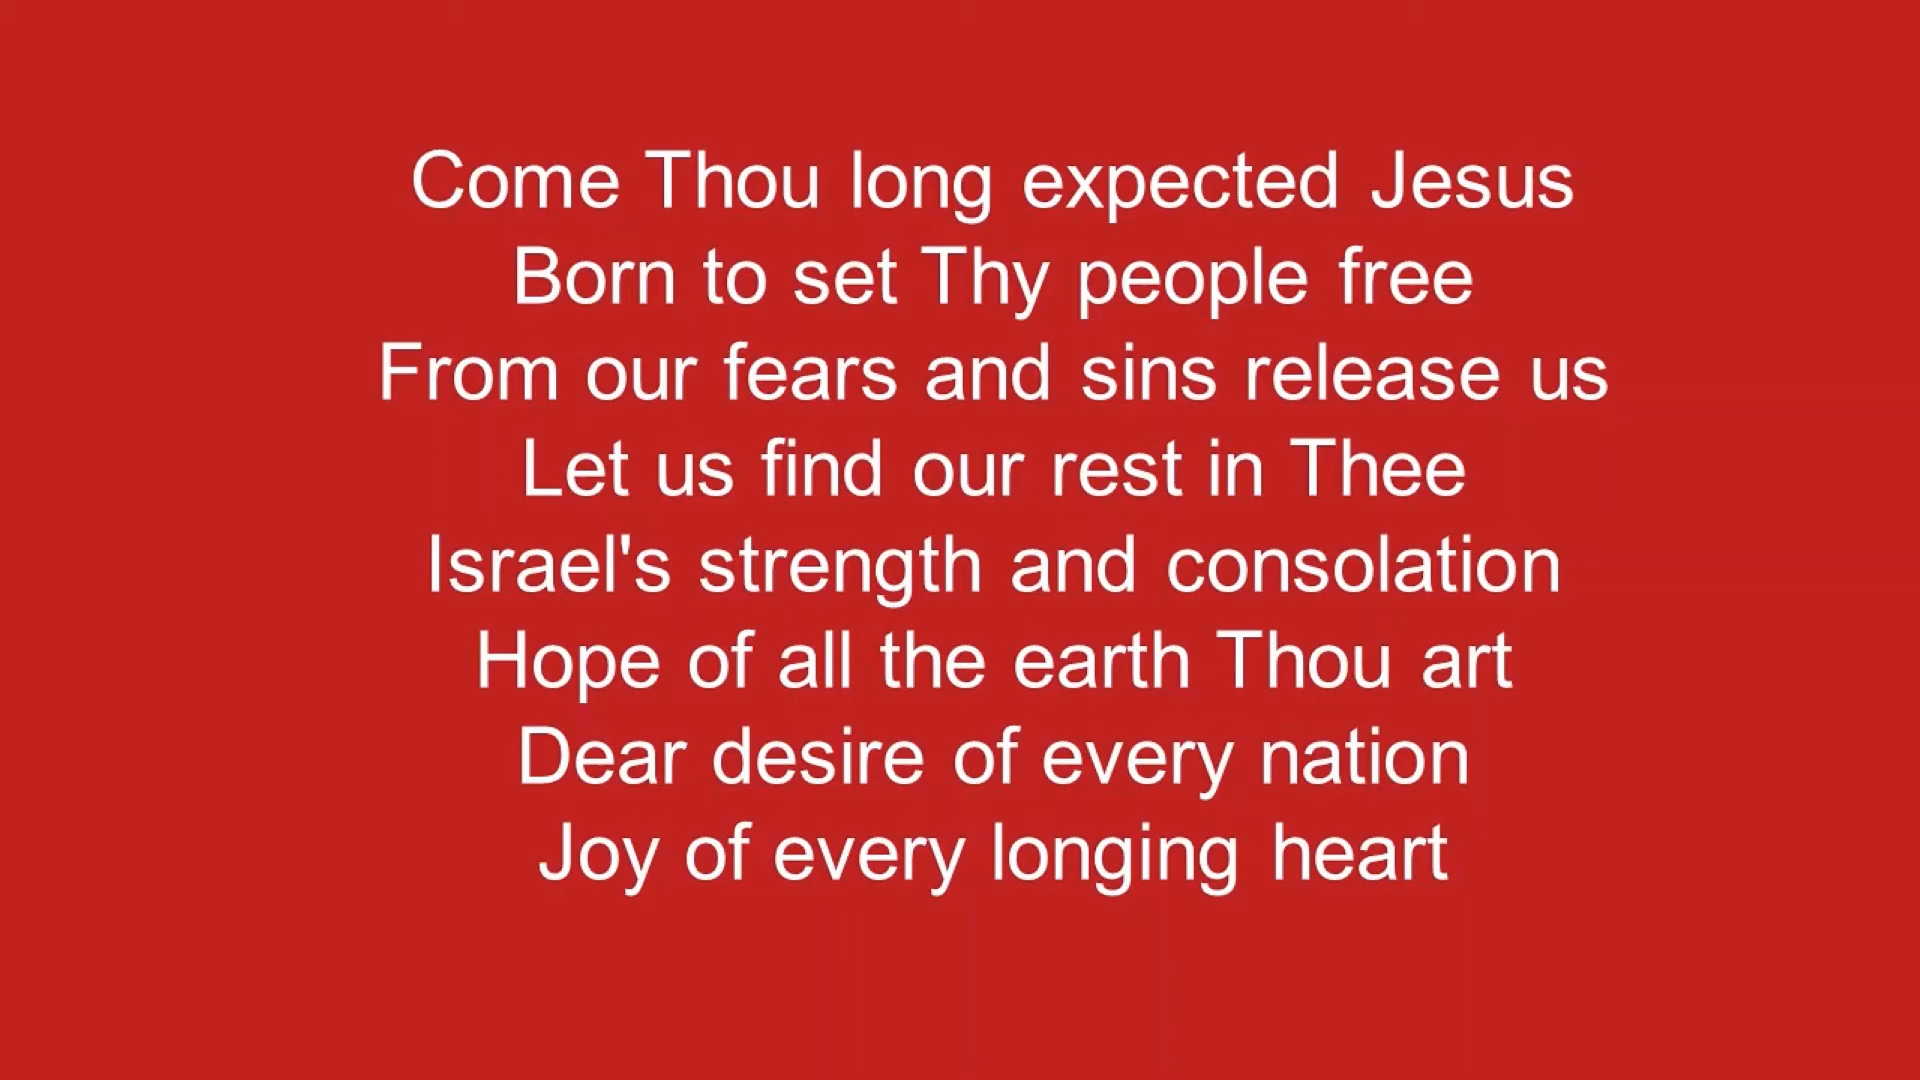 Come Thou long expected Jesus
Born to set Thy people free
From our fears and sins release us
Let us find our rest in Thee
Israel's strength and consolation
Hope of all the earth Thou art
Dear desire of every nation
Joy of every longing heart